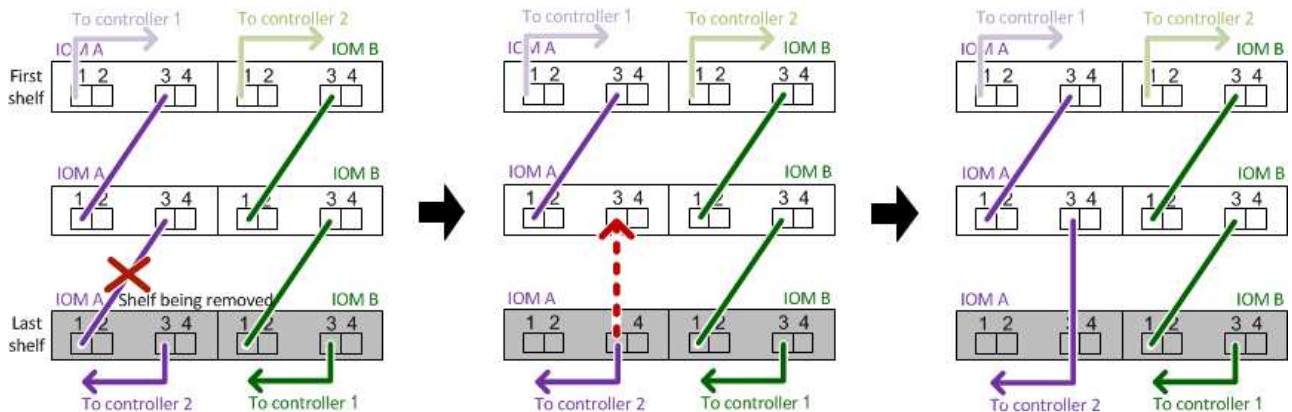 To controller 1 To controller 2
IOM A IOM B
First shelf
1 2 3 4 1 2 3 4
IOM A IOM B
1 2 3 4 1 2 3 4
IOM A Shelf being removed IOM B
Last shelf
1 2 3 4 1 2 3 4
To controller 2 To controller 1
To controller 1 To controller 2
IOM A IOM B
1 2 3 4 1 2 3 4
IOM A IOM B
1 2 3 4 1 2 3 4
IOM A IOM B
1 2 4 1 2 3 4
To controller 2 To controller 1
To controller 1 To controller 2
IOM A IOM B
1 2 3 4 1 2 3 4
IOM A IOM B
1 2 3 4 1 2 3 4
IOM A IOM B
1 2 4 1 2 3 4
To controller 2 To controller 1